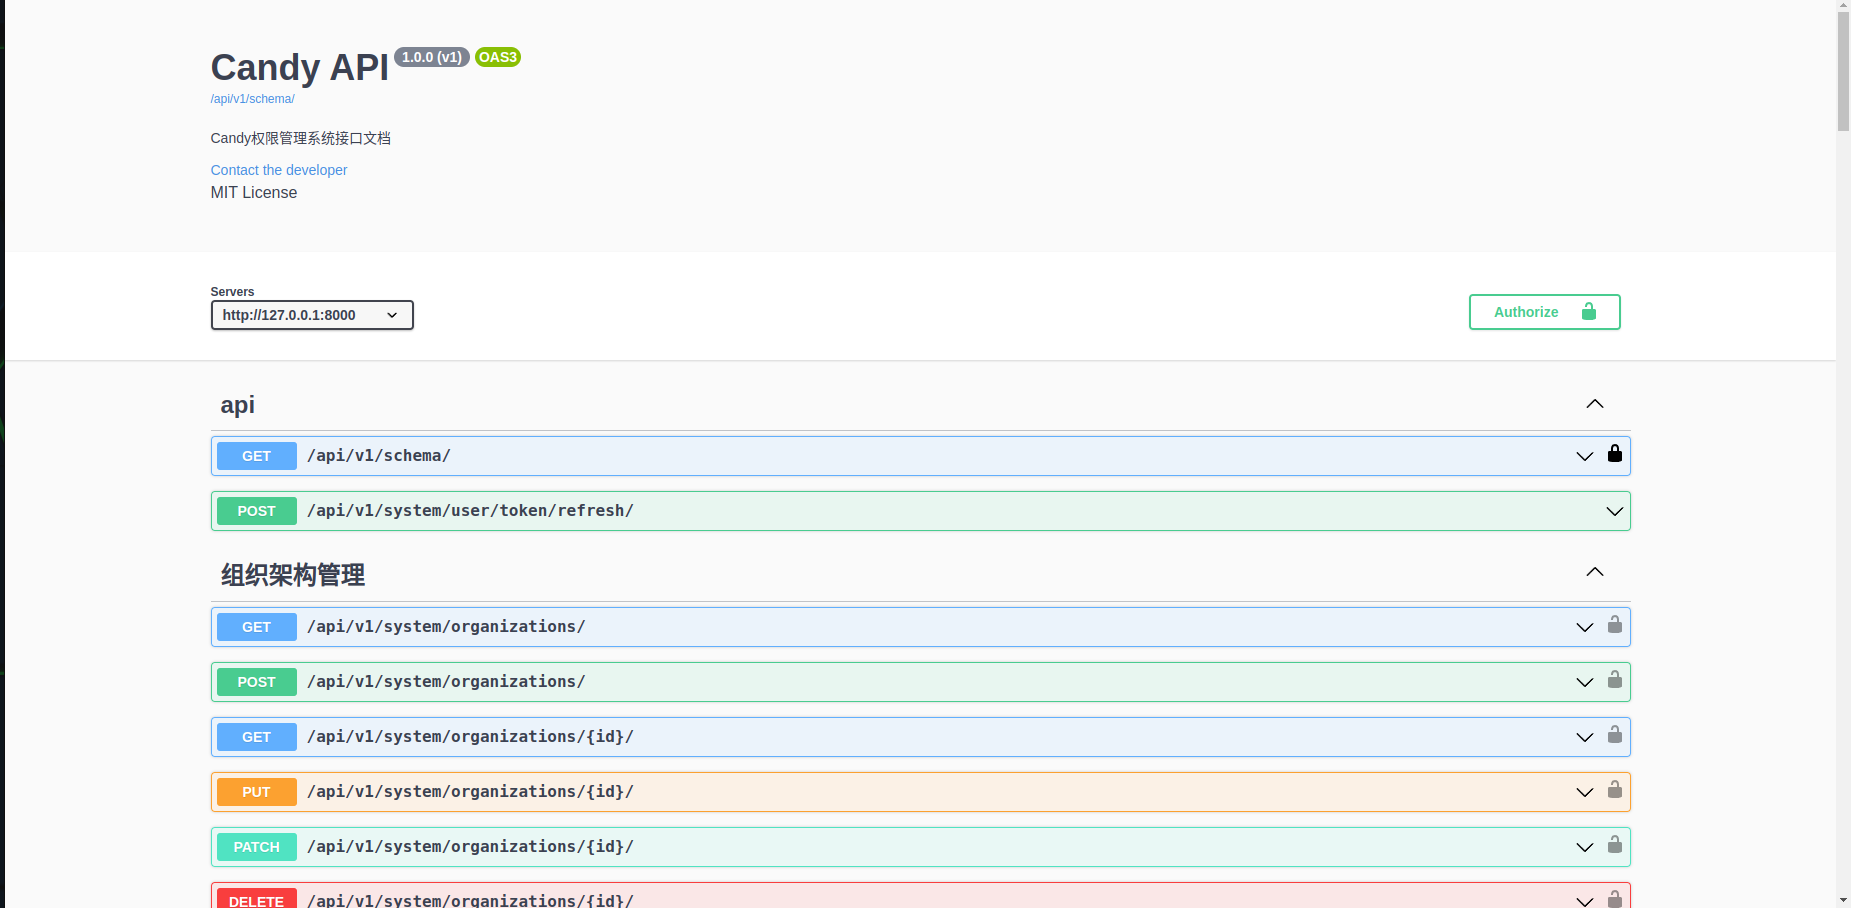 Candy API 1.0.0 (v1) OAS3
/api/v1/schema/
Candy权限管理系统接口文档
Contact the developer
MIT License
Servers
http://127.0.0.1:8000
Authorize
api
GET /api/v1/schema/
POST /api/v1/system/user/token/refresh/
组织架构管理
GET /api/v1/system/organizations/
POST /api/v1/system/organizations/
GET /api/v1/system/organizations/{id}/
PUT /api/v1/system/organizations/{id}/
PATCH /api/v1/system/organizations/{id}/
DELETE /api/v1/system/organizations/{id}/